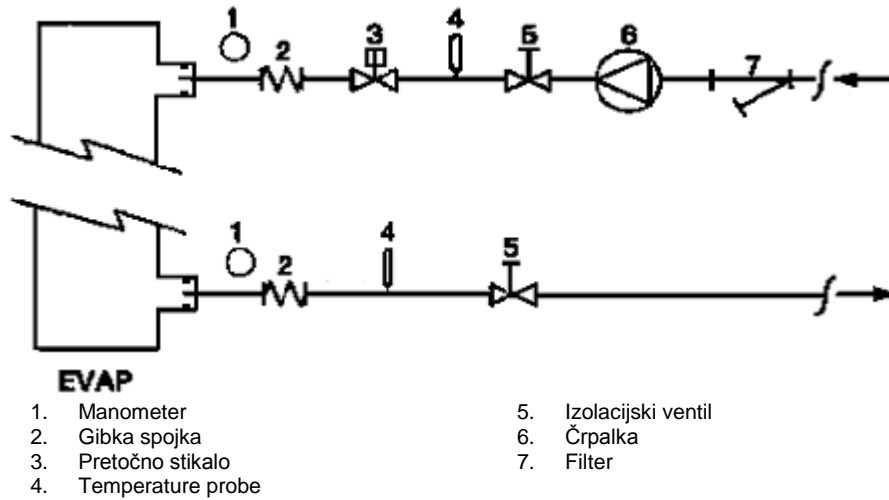 1
2
3
4
5
6
7
1
2
4
5
EVAP
1. Manometer
2. Gibka spojka
3. Pretočno stikalo
4. Temperature probe
5. Izolacijski ventil
6. Črpalka
7. Filter